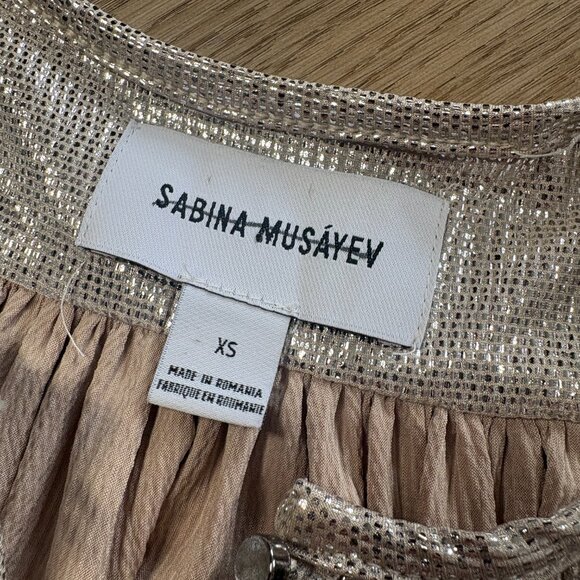 SABINA MUSÁYEV
XS
MADE IN ROMANIA
FABRIQUE EN ROUMANIE